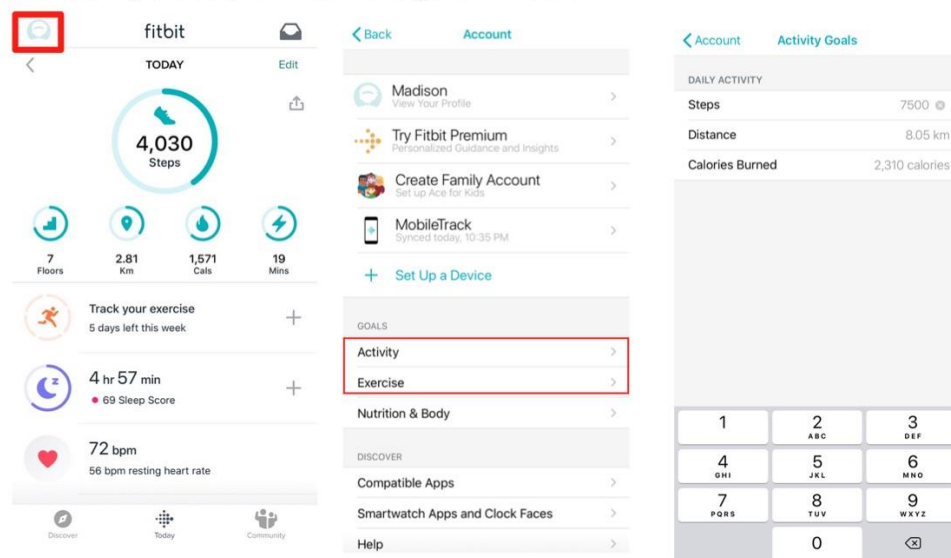 fitbit
TODAY
Edit
4,030
Steps
7
Floors
2.81
Km
1,571
Cals
19
Mins
Track your exercise
5 days left this week
4 hr 57 min
69 Sleep Score
72 bpm
56 bpm resting heart rate
Discover
Today
Community
Back
Account
Madison
View Your Profile
Try Fitbit Premium
Personalized Guidance and Insights
Create Family Account
Set up Ace for Kids
MobileTrack
Synced today, 10:35 PM
+ Set Up a Device
GOALS
Activity
Exercise
Nutrition & Body
DISCOVER
Compatible Apps
Smartwatch Apps and Clock Faces
Help
Account
Activity Goals
DAILY ACTIVITY
Steps 7500
Distance 8.05 km
Calories Burned 2,310 calories
1 2 3
ABC DEF
4 5 6
GHI JKL MNO
7 8 9
PQRS TUV WXYZ
0